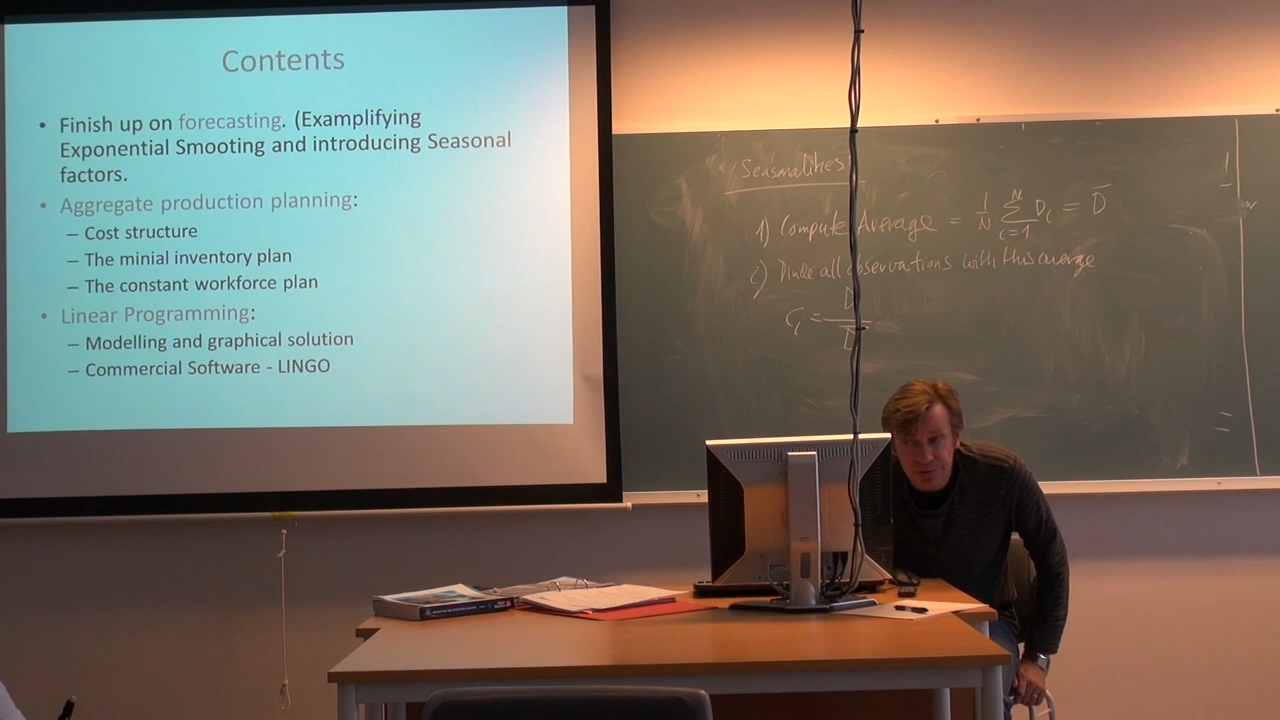 Contents
• Finish up on forecasting. (Examplifying
Exponential Smooting and introducing Seasonal
factors.
• Aggregate production planning:
– Cost structure
– The minial inventory plan
– The constant workforce plan
• Linear Programming:
– Modelling and graphical solution
– Commercial Software - LINGO
Seasonalities
1) Compute Average = 1/N N∑i=1 Di = D̄
2) Divide all observations with this average